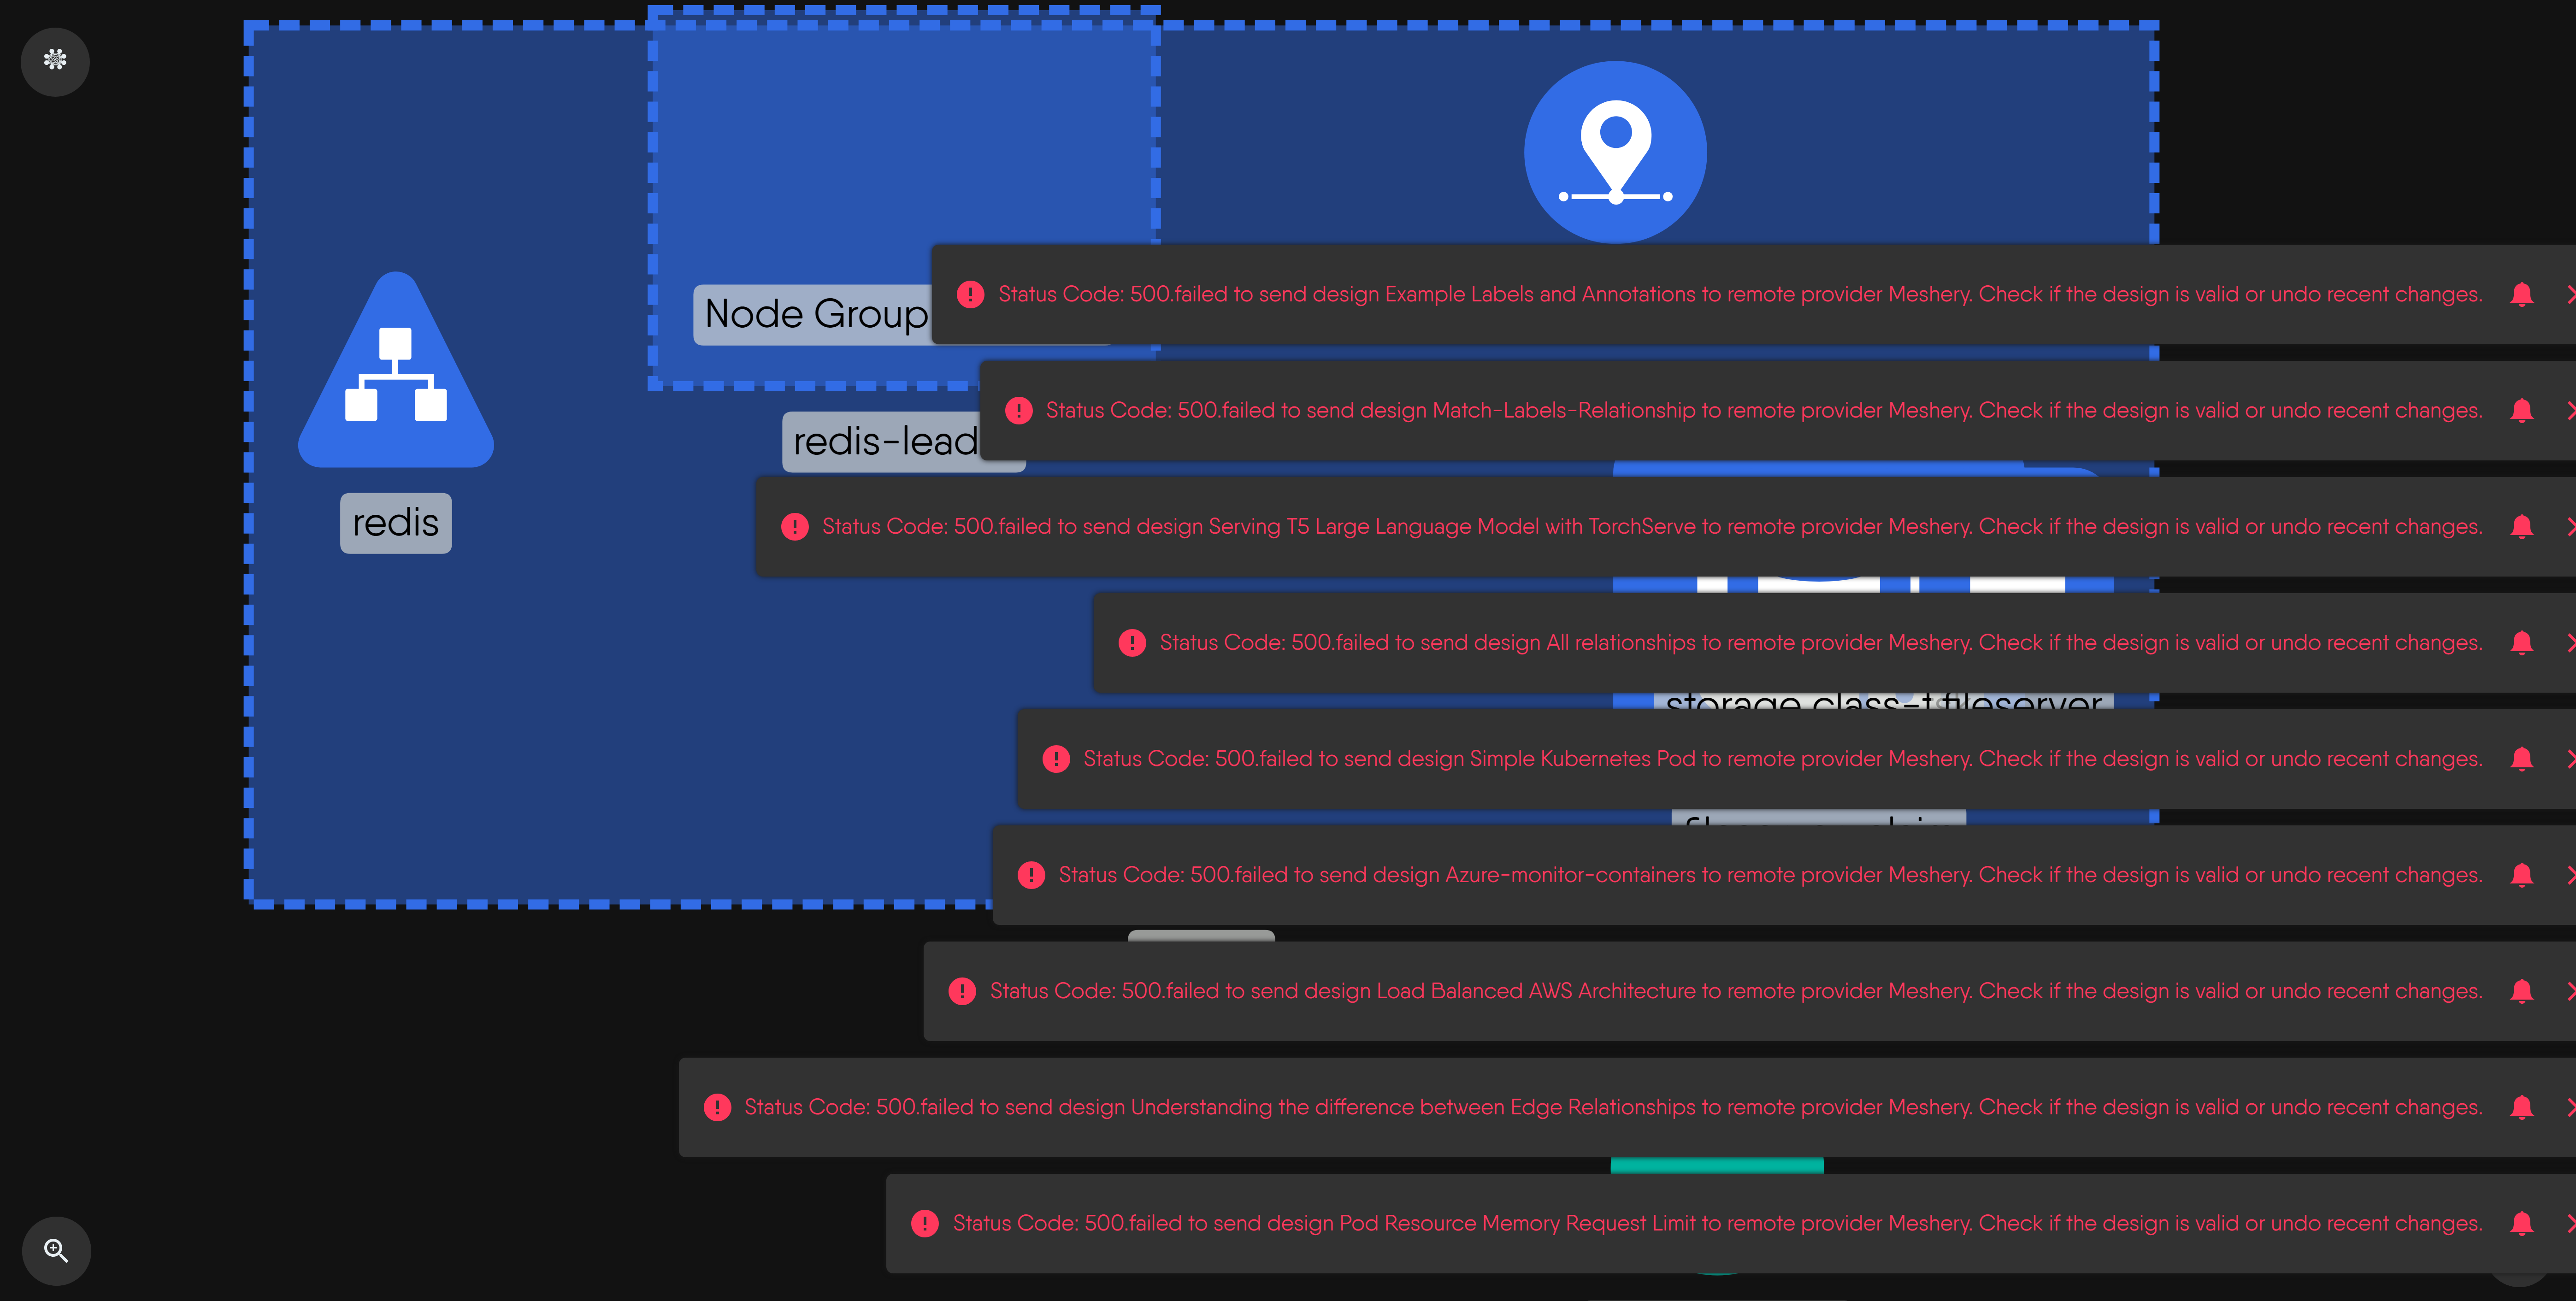 Status Code: 500.failed to send design Example Labels and Annotations to remote provider Meshery. Check if the design is valid or undo recent changes.
Node Group
Status Code: 500.failed to send design Match-Labels-Relationship to remote provider Meshery. Check if the design is valid or undo recent changes.
redis-lead
redis
Status Code: 500.failed to send design Serving T5 Large Language Model with TorchServe to remote provider Meshery. Check if the design is valid or undo recent changes.
Status Code: 500.failed to send design All relationships to remote provider Meshery. Check if the design is valid or undo recent changes.
storage class-t fileserver
Status Code: 500.failed to send design Simple Kubernetes Pod to remote provider Meshery. Check if the design is valid or undo recent changes.
Status Code: 500.failed to send design Azure-monitor-containers to remote provider Meshery. Check if the design is valid or undo recent changes.
Status Code: 500.failed to send design Load Balanced AWS Architecture to remote provider Meshery. Check if the design is valid or undo recent changes.
Status Code: 500.failed to send design Understanding the difference between Edge Relationships to remote provider Meshery. Check if the design is valid or undo recent changes.
Status Code: 500.failed to send design Pod Resource Memory Request Limit to remote provider Meshery. Check if the design is valid or undo recent changes.